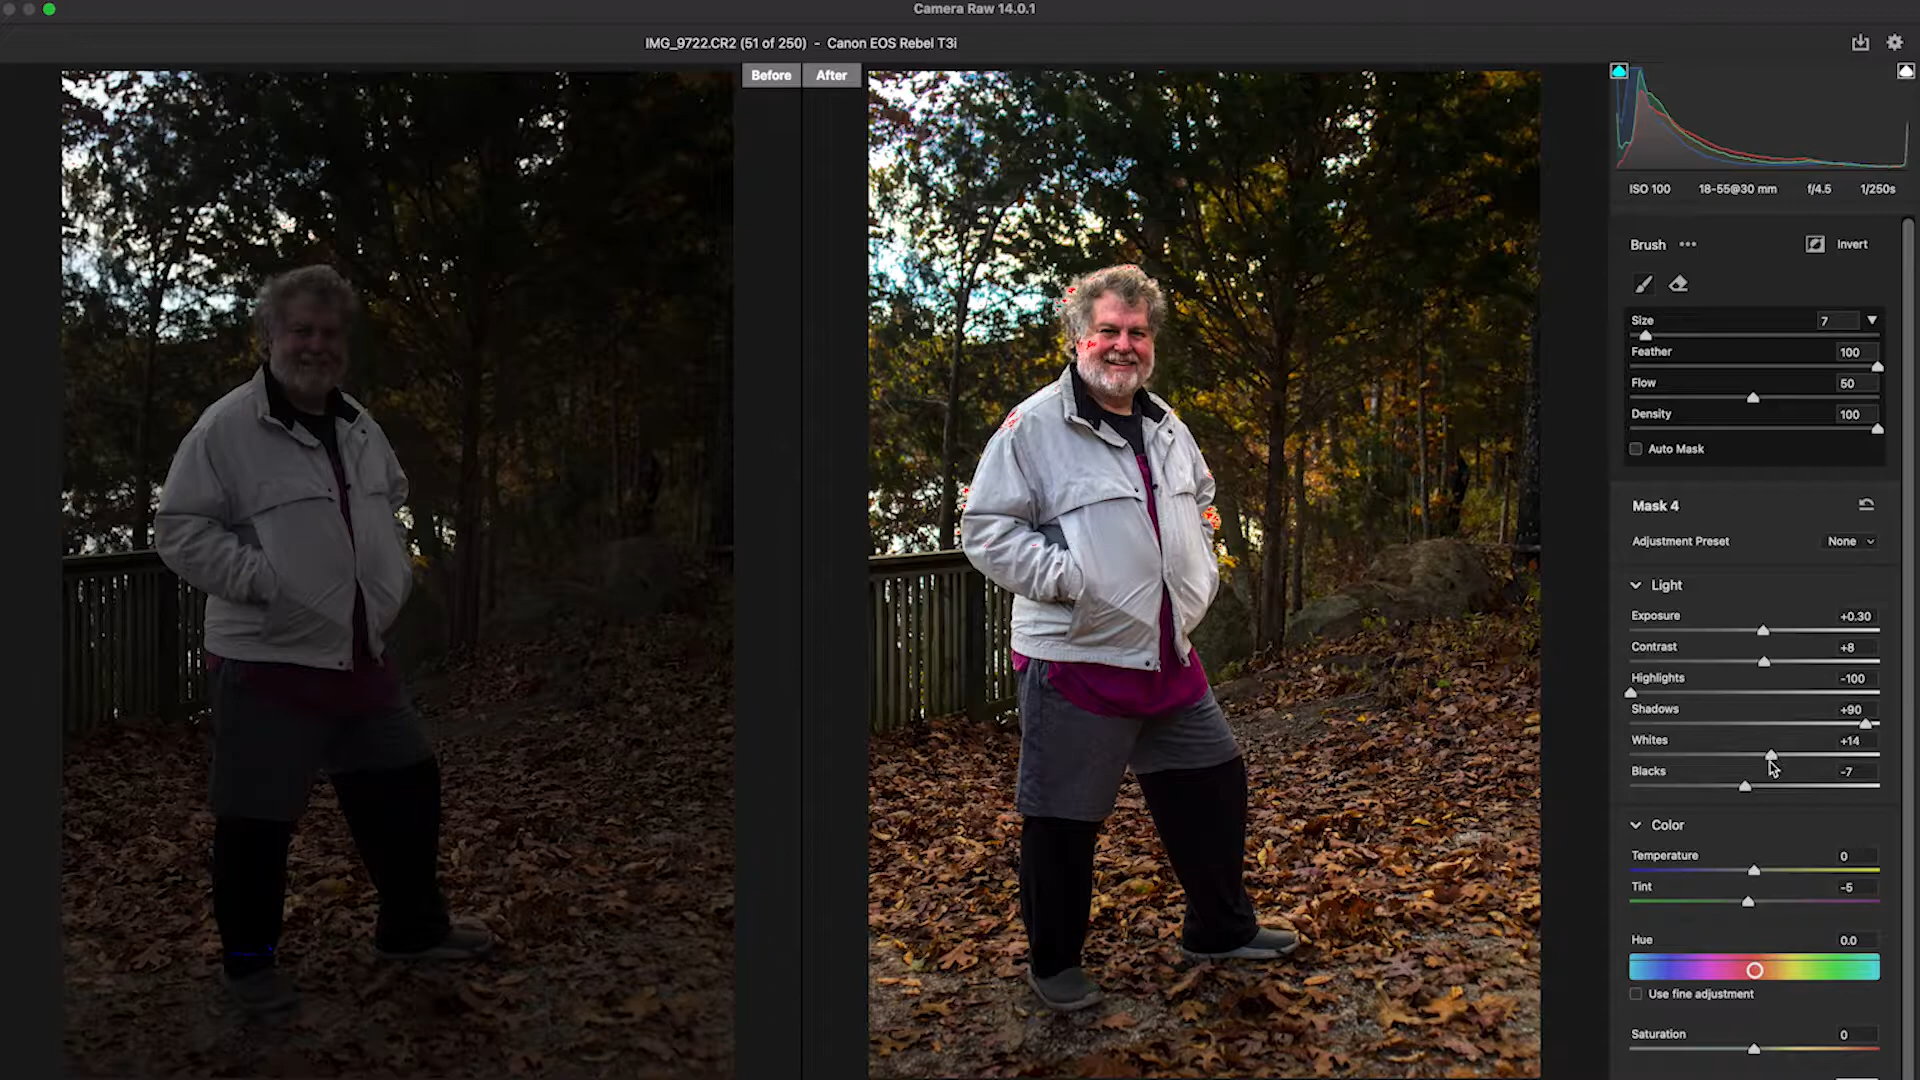 Camera Raw 14.0.1
IMG_9722.CR2 (51 of 250) - Canon EOS Rebel T3i
Before After
ISO 100 18-55@30 mm f/4.5 1/250s
Brush Invert
Size 7
Feather 100
Flow 50
Density 100
Auto Mask
Mask 4
Adjustment Preset None
Light
Exposure +0.30
Contrast +8
Highlights -100
Shadows +90
Whites +14
Blacks -7
Color
Temperature 0
Tint -5
Hue 0.0
Use fine adjustment
Saturation 0